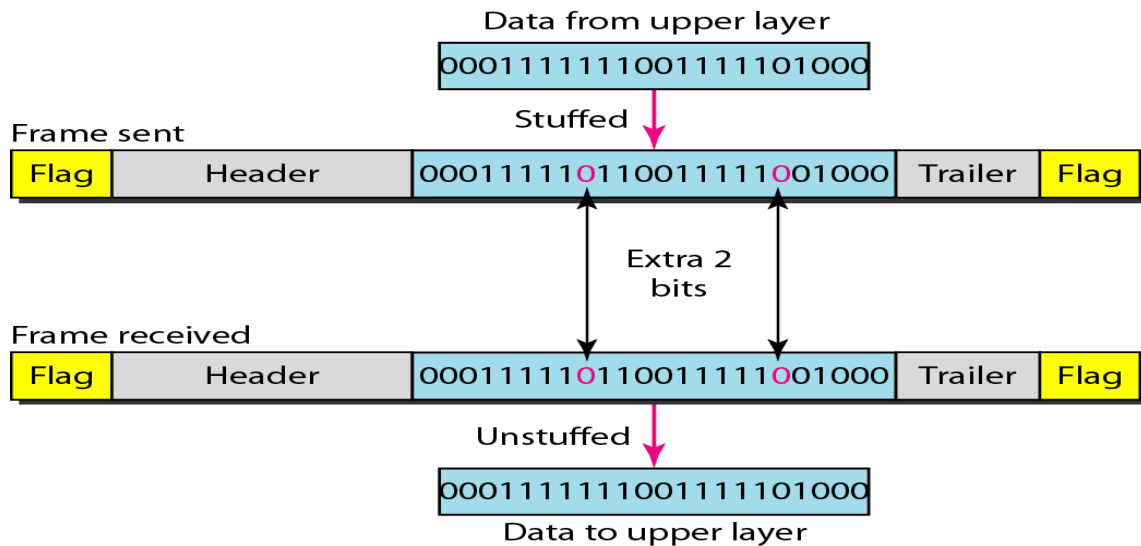 Data from upper layer
0001111111001111101000
Stuffed
Frame sent
Flag Header 000111110110011111001000 Trailer Flag
Extra 2
bits
Frame received
Flag Header 000111110110011111001000 Trailer Flag
Unstuffed
0001111111001111101000
Data to upper layer